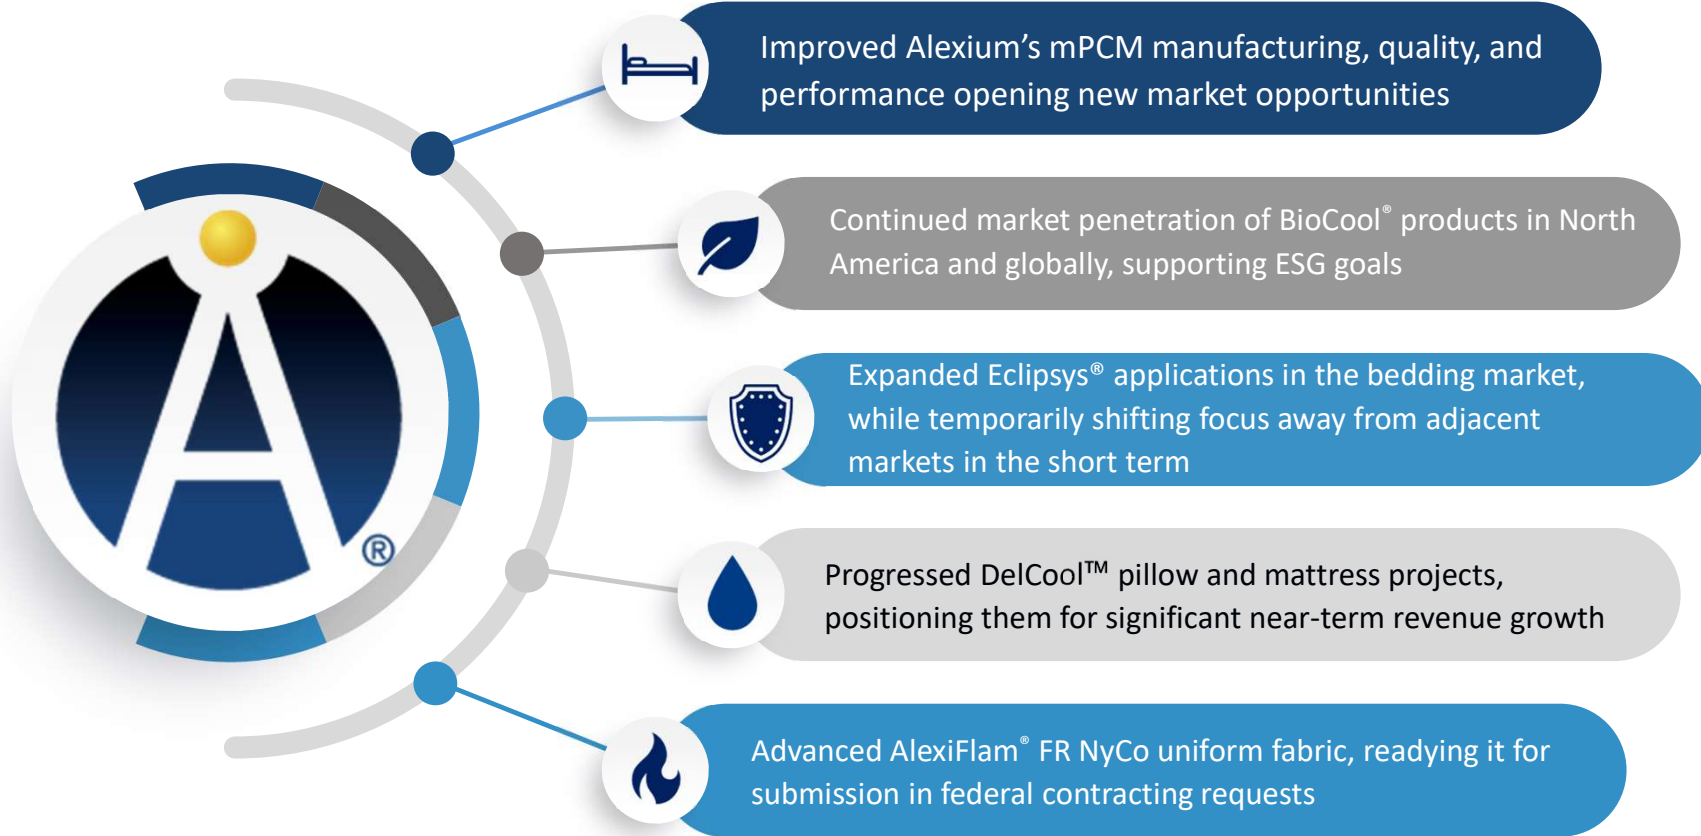 Improved Alexium’s mPCM manufacturing, quality, and
performance opening new market opportunities
Continued market penetration of BioCool® products in North
America and globally, supporting ESG goals
Expanded Eclipsys® applications in the bedding market,
while temporarily shifting focus away from adjacent
markets in the short term
Progressed DelCool™ pillow and mattress projects,
positioning them for significant near-term revenue growth
Advanced AlexiFlam® FR NyCo uniform fabric, readying it for
submission in federal contracting requests
A
®